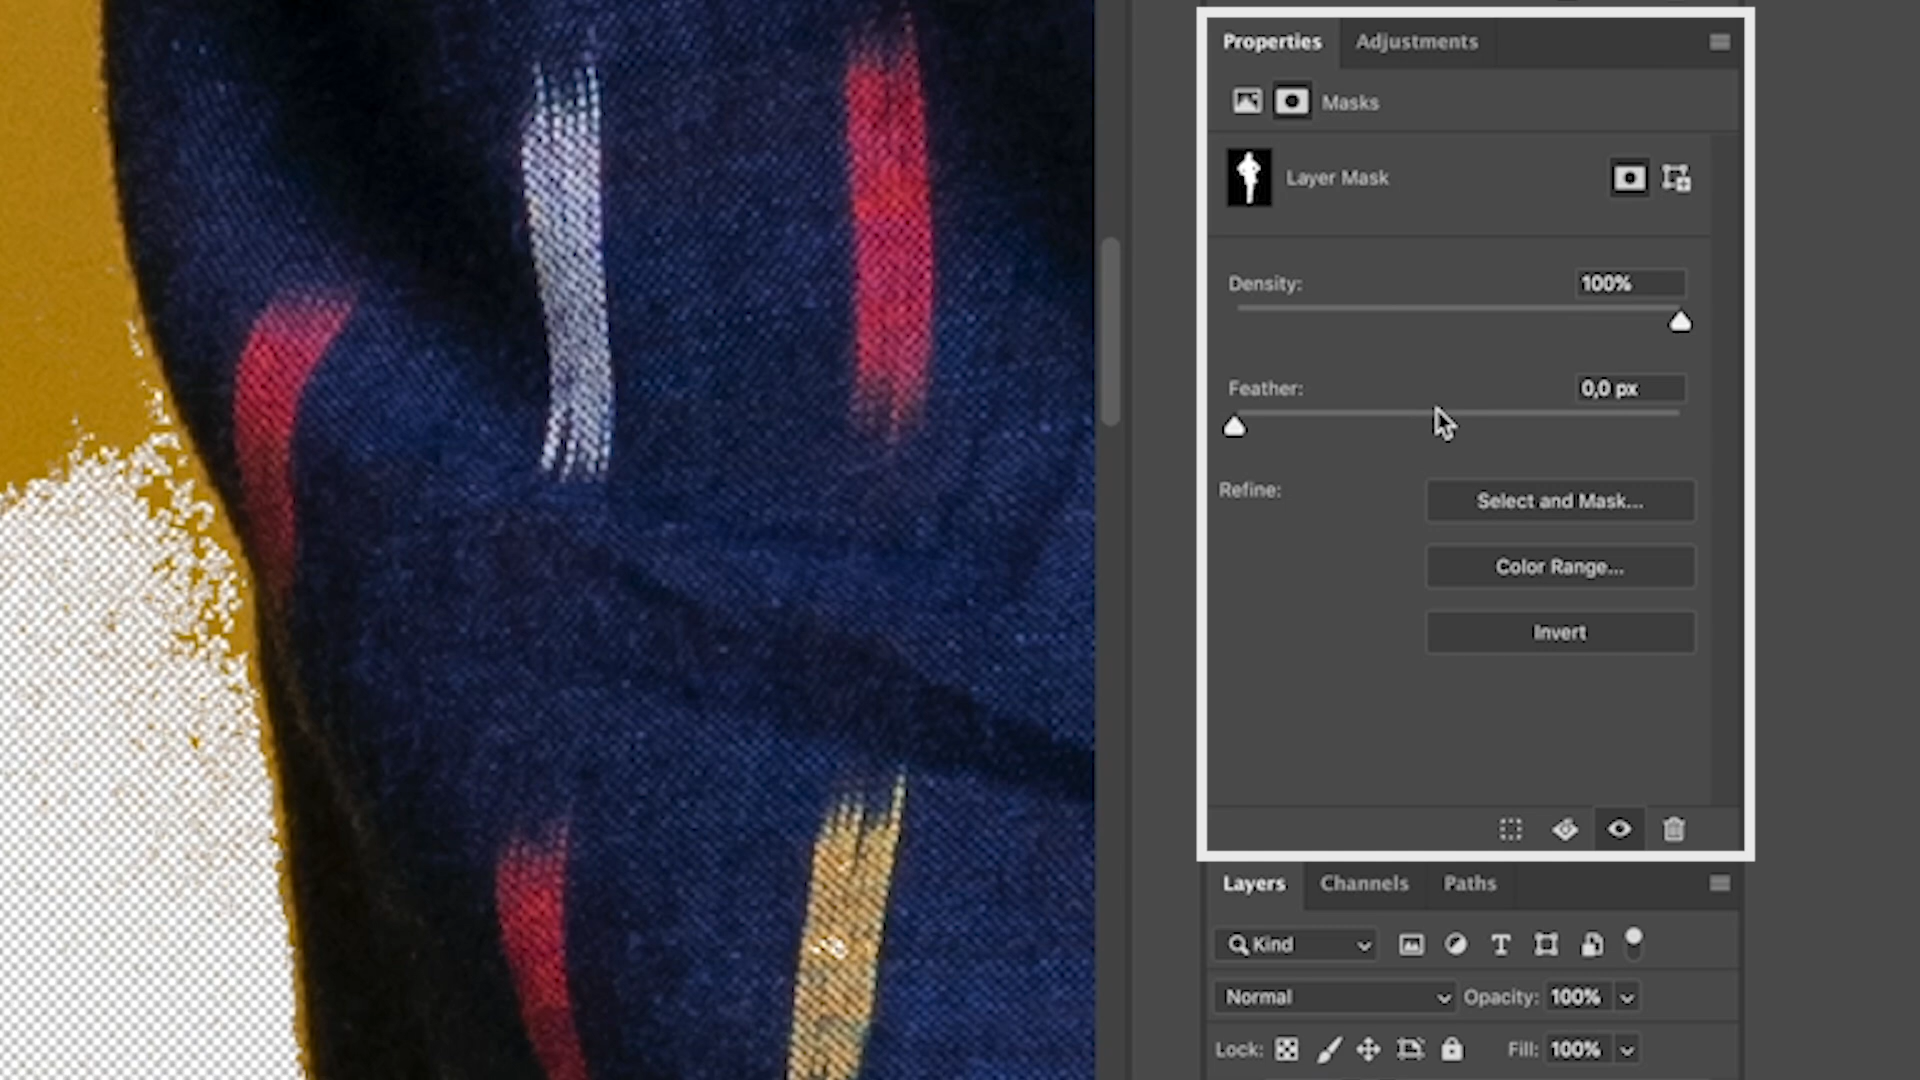 Properties Adjustments
Masks
Layer Mask
Density: 100%
Feather: 0,0 px
Refine: Select and Mask...
Color Range...
Invert
Layers Channels Paths
Kind
Normal Opacity: 100%
Lock: Fill: 100%